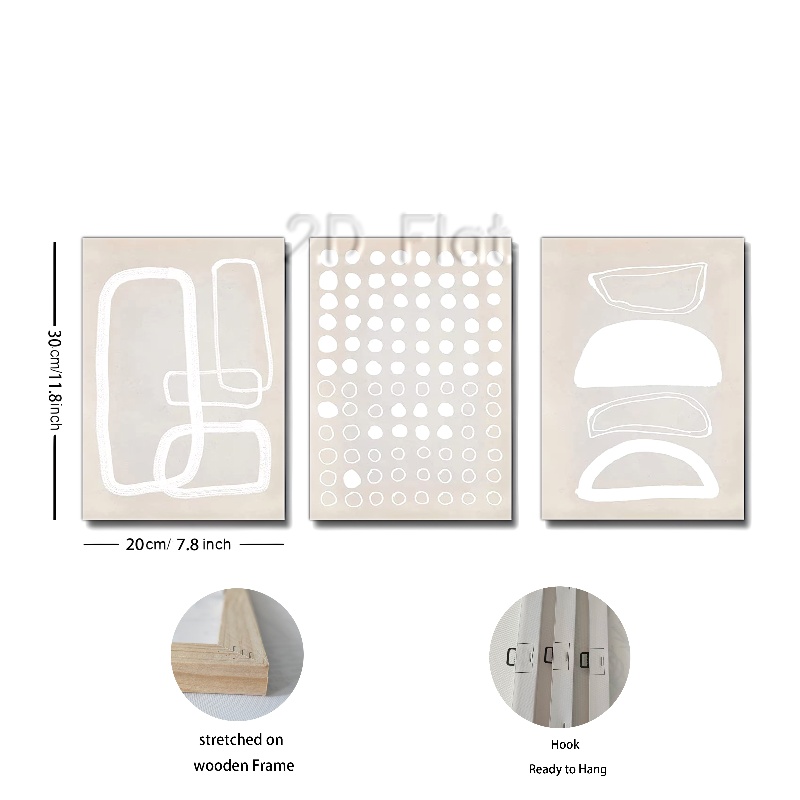 2D Flat
30cm/11.8inch
20cm/ 7.8 inch
stretched on
wooden Frame
Hook
Ready to Hang